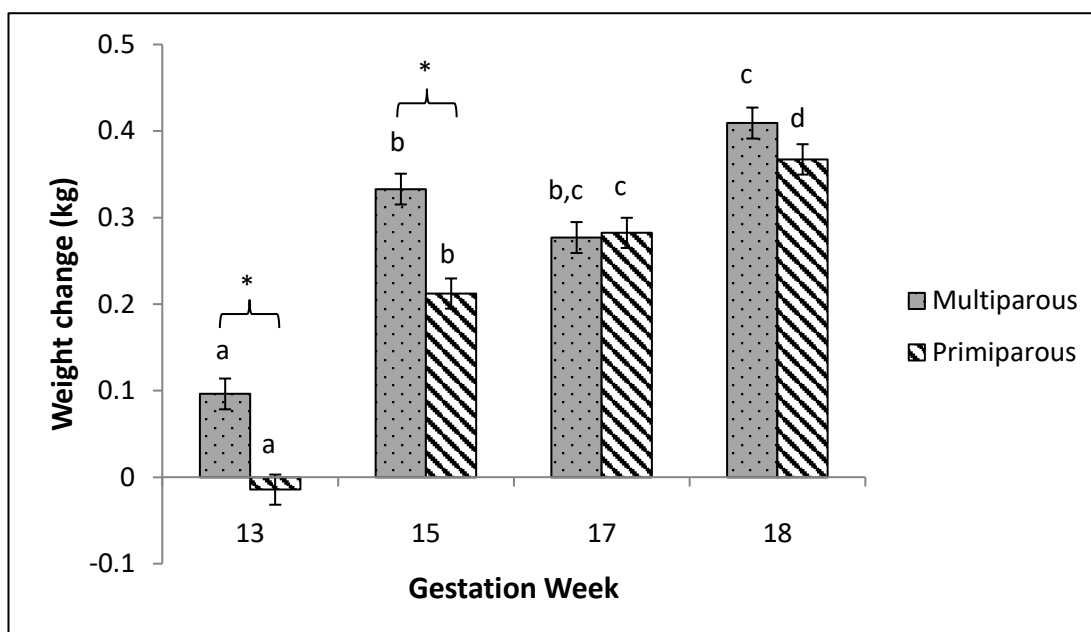 0.5
0.4
0.3
0.2
0.1
0
-0.1
Weight change (kg)
*
*
a
a
b
b
b,c
c
c
d
13
15
17
18
Gestation Week
Multiparous
Primiparous